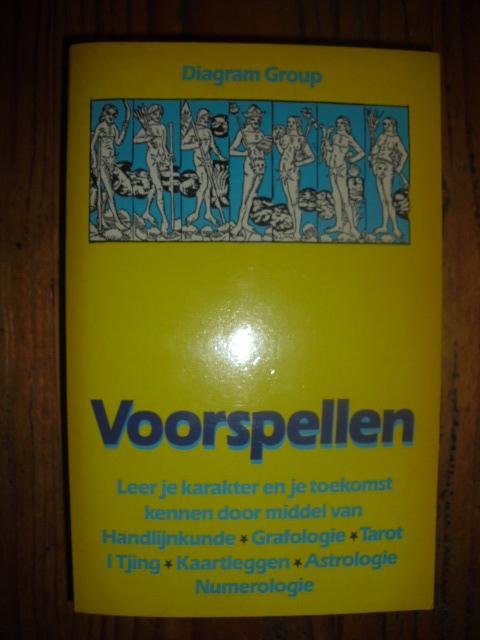 Diagram Group
Voorspellen
Leer je karakter en je toekomst
kennen door middel van
Handlijnkunde ★ Grafologie ★ Tarot
I Tjing ★ Kaartleggen ★ Astrologie
Numerologie